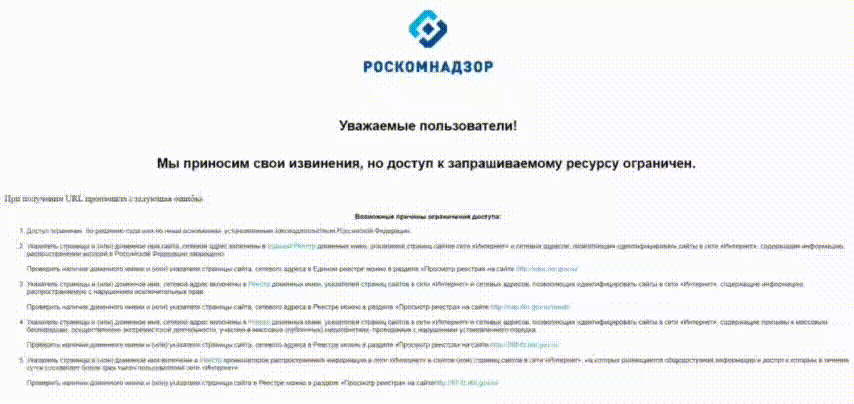 РОСКОМНАДЗОР
Уважаемые пользователи!
Мы приносим свои извинения, но доступ к запрашиваемому ресурсу ограничен.
При получении URL произошла следующая ошибка
Возможные причины ограничения доступа:
1. Доступ ограничен по решению суда или по иным основаниям, установленным законодательством Российской Федерации.
2. Указатель страницы и (или) доменное имя сайта, сетевой адрес включены в Единый Реестр доменных имен, указателей страниц сайтов сети «Интернет» и сетевых адресов, позволяющих идентифицировать сайты в сети «Интернет», содержащие информацию,
распространение которой в Российской Федерации запрещено.
Проверить наличие доменного имени и (или) указателя страницы сайта, сетевого адреса в Едином реестре можно в разделе «Просмотр реестра» на сайте
3. Указатель страницы и (или) доменное имя, сетевой адрес включены в Реестр доменных имен, указателей страниц сайтов в сети «Интернет» и сетевых адресов, позволяющих идентифицировать сайты в сети «Интернет», содержащие информацию,
распространяемую с нарушением исключительных прав.
Проверить наличие доменного имени и (или) указателя страницы сайта, сетевого адреса в Реестре можно в разделе «Просмотр реестра» на сайте
4. Указатель страницы и (или) доменное имя, сетевой адрес включены в Реестр доменных имен, указателей страниц сайтов в сети «Интернет» и сетевых адресов, позволяющих идентифицировать сайты в сети «Интернет», содержащие призывы к массовым
беспорядкам, осуществлению экстремистской деятельности, участию в массовых (публичных) мероприятиях, проводимых с нарушением установленного порядка.
Проверить наличие доменного имени и (или) указателя страницы сайта, сетевого адреса в Реестре можно в разделе «Просмотр реестра» на сайте
5. Указатель страницы и (или) доменное имя включены в Реестр распространения информации в сети «Интернет» и сайтов и (или) страниц сайтов в сети «Интернет», на которых размещается общедоступная информация и доступ к которым в течение
суток составляет более трех тысяч пользователей сети «Интернет».
Проверить наличие доменного имени и (или) указателя страницы сайта в Реестре можно в разделе «Просмотр реестра» на сайте